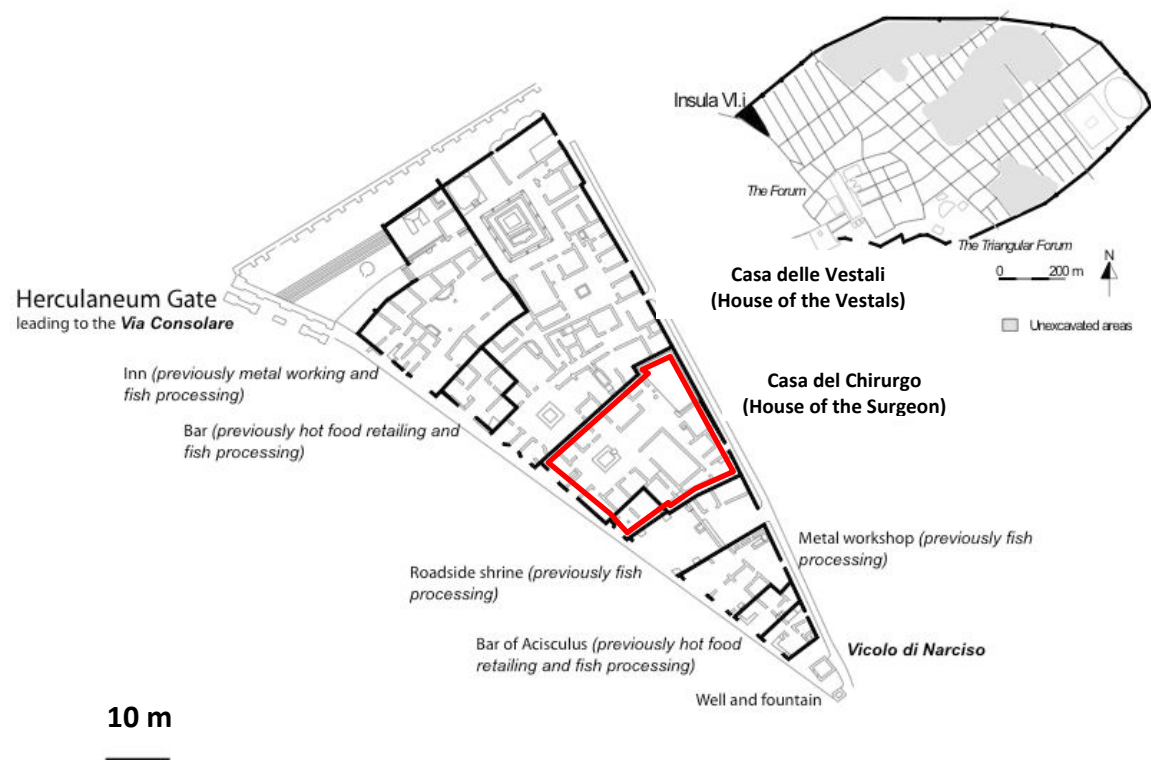 Insula VI.i
The Forum
The Triangular Forum
0 200 m
N
Unexcavated areas
Casa delle Vestali
(House of the Vestals)
Herculaneum Gate
leading to the Via Consolare
Inn (previously metal working and
fish processing)
Bar (previously hot food retailing and
fish processing)
Casa del Chirurgo
(House of the Surgeon)
Metal workshop (previously fish
processing)
Roadside shrine (previously fish
processing)
Bar of Acisculus (previously hot food
retailing and fish processing)
Vicolo di Narciso
Well and fountain
10 m